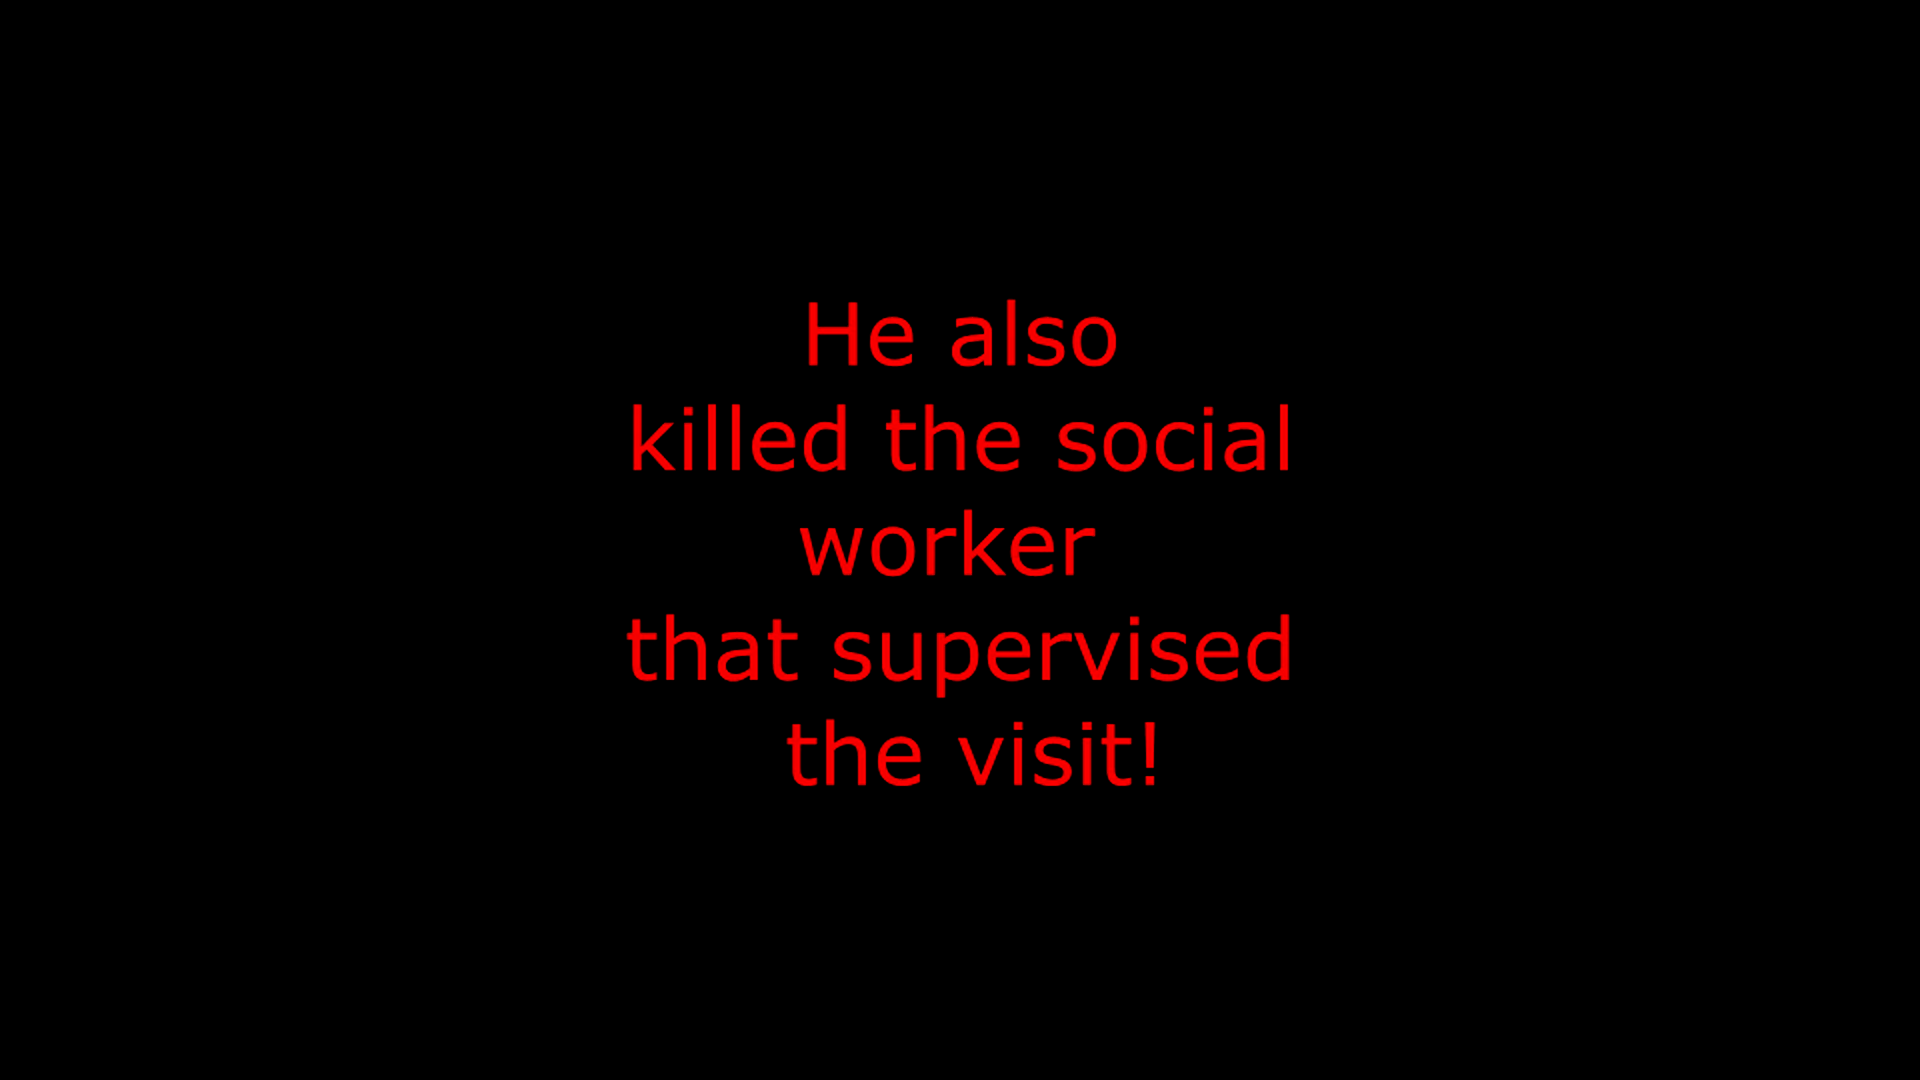 He also
killed the social
worker
that supervised
the visit!